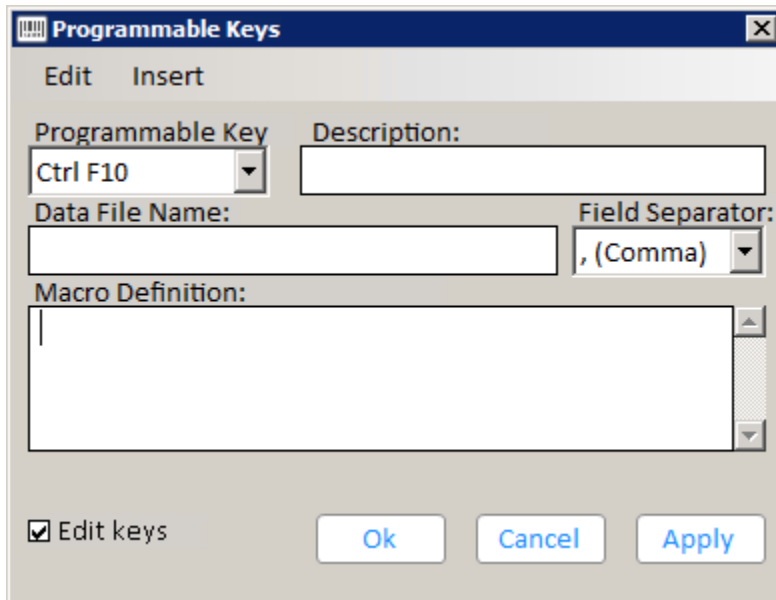 Programmable Keys
Edit Insert
Programmable Key Description:
Ctrl F10
Data File Name: Field Separator:
, (Comma)
Macro Definition:
Edit keys Ok Cancel Apply